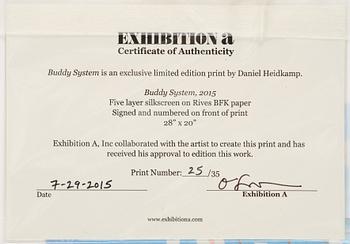 EXHIBITION a
Certificate of Authenticity
Buddy System is an exclusive limited edition print by Daniel Heidkamp.
Buddy System, 2015
Five layer silkscreen on Rives BFK paper
Signed and numbered on front of print
28" x 20"
Exhibition A, Inc collaborated with the artist to create this print and has
received his approval to edition this work.
Print Number: 25 /35
7-29-2015
Date Exhibition A
www.exhibitiona.com